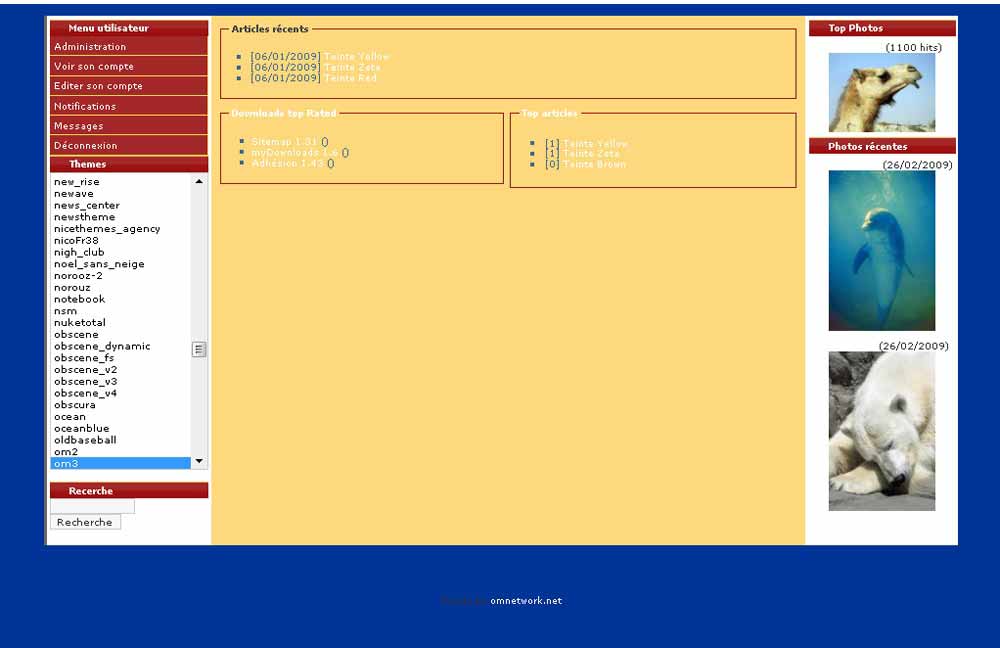 Menu utilisateur
Administration
Voir son compte
Editer son compte
Notifications
Messages
Déconnexion
Themes
new_rise
newave
news_center
newstheme
nicethemes_agency
nicoFr38
nigh_club
noel_sans_neige
norooz-2
norouz
notebook
nsm
nuketotal
obscene
obscene_dynamic
obscene_fs
obscene_v2
obscene_v3
obscene_v4
obscura
ocean
oceanblue
oldbaseball
om2
om3
Recerche
Recherche
Articles récents
[06/01/2009] Teinte Yellow
[06/01/2009] Teinte Zeta
[06/01/2009] Teinte Red
Downloads top Rated
Sitemap 1.31 ()
myDownloads 1.6 ()
Adhésion 1.43 ()
Top articles
[1] Teinte Yellow
[1] Teinte Zeta
[0] Teinte Brown
Top Photos
(1100 hits)
Photos récentes
(26/02/2009)
(26/02/2009)
omnetwork.net